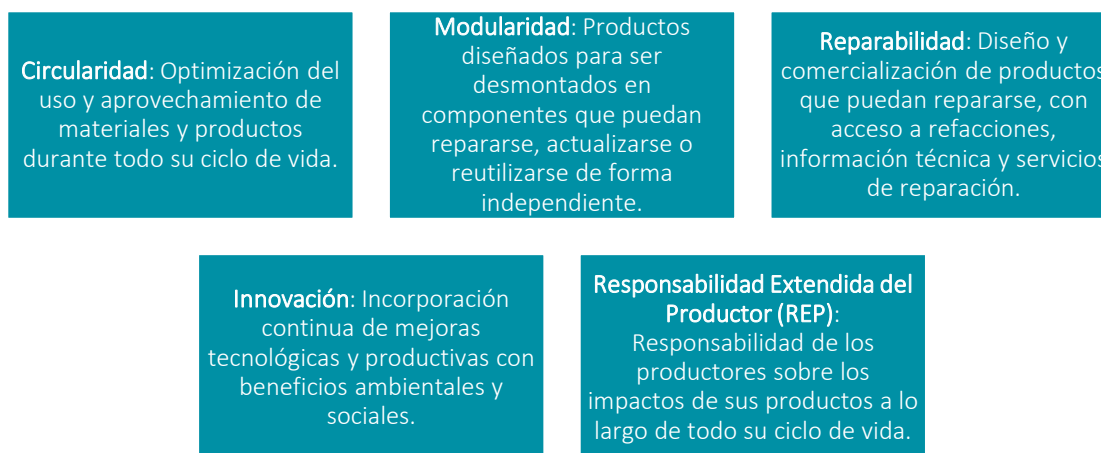 Circularidad: Optimización del
uso y aprovechamiento de
materiales y productos
durante todo su ciclo de vida.
Modularidad: Productos
diseñados para ser
desmontados en
componentes que puedan
repararse, actualizarse o
reutilizarse de forma
independiente.
Reparabilidad: Diseño y
comercialización de productos
que puedan repararse, con
acceso a refacciones,
información técnica y servicios
de reparación.
Innovación: Incorporación
continua de mejoras
tecnológicas y productivas con
beneficios ambientales y
sociales.
Responsabilidad Extendida del
Productor (REP):
Responsabilidad de los
productores sobre los
impactos de sus productos a lo
largo de todo su ciclo de vida.